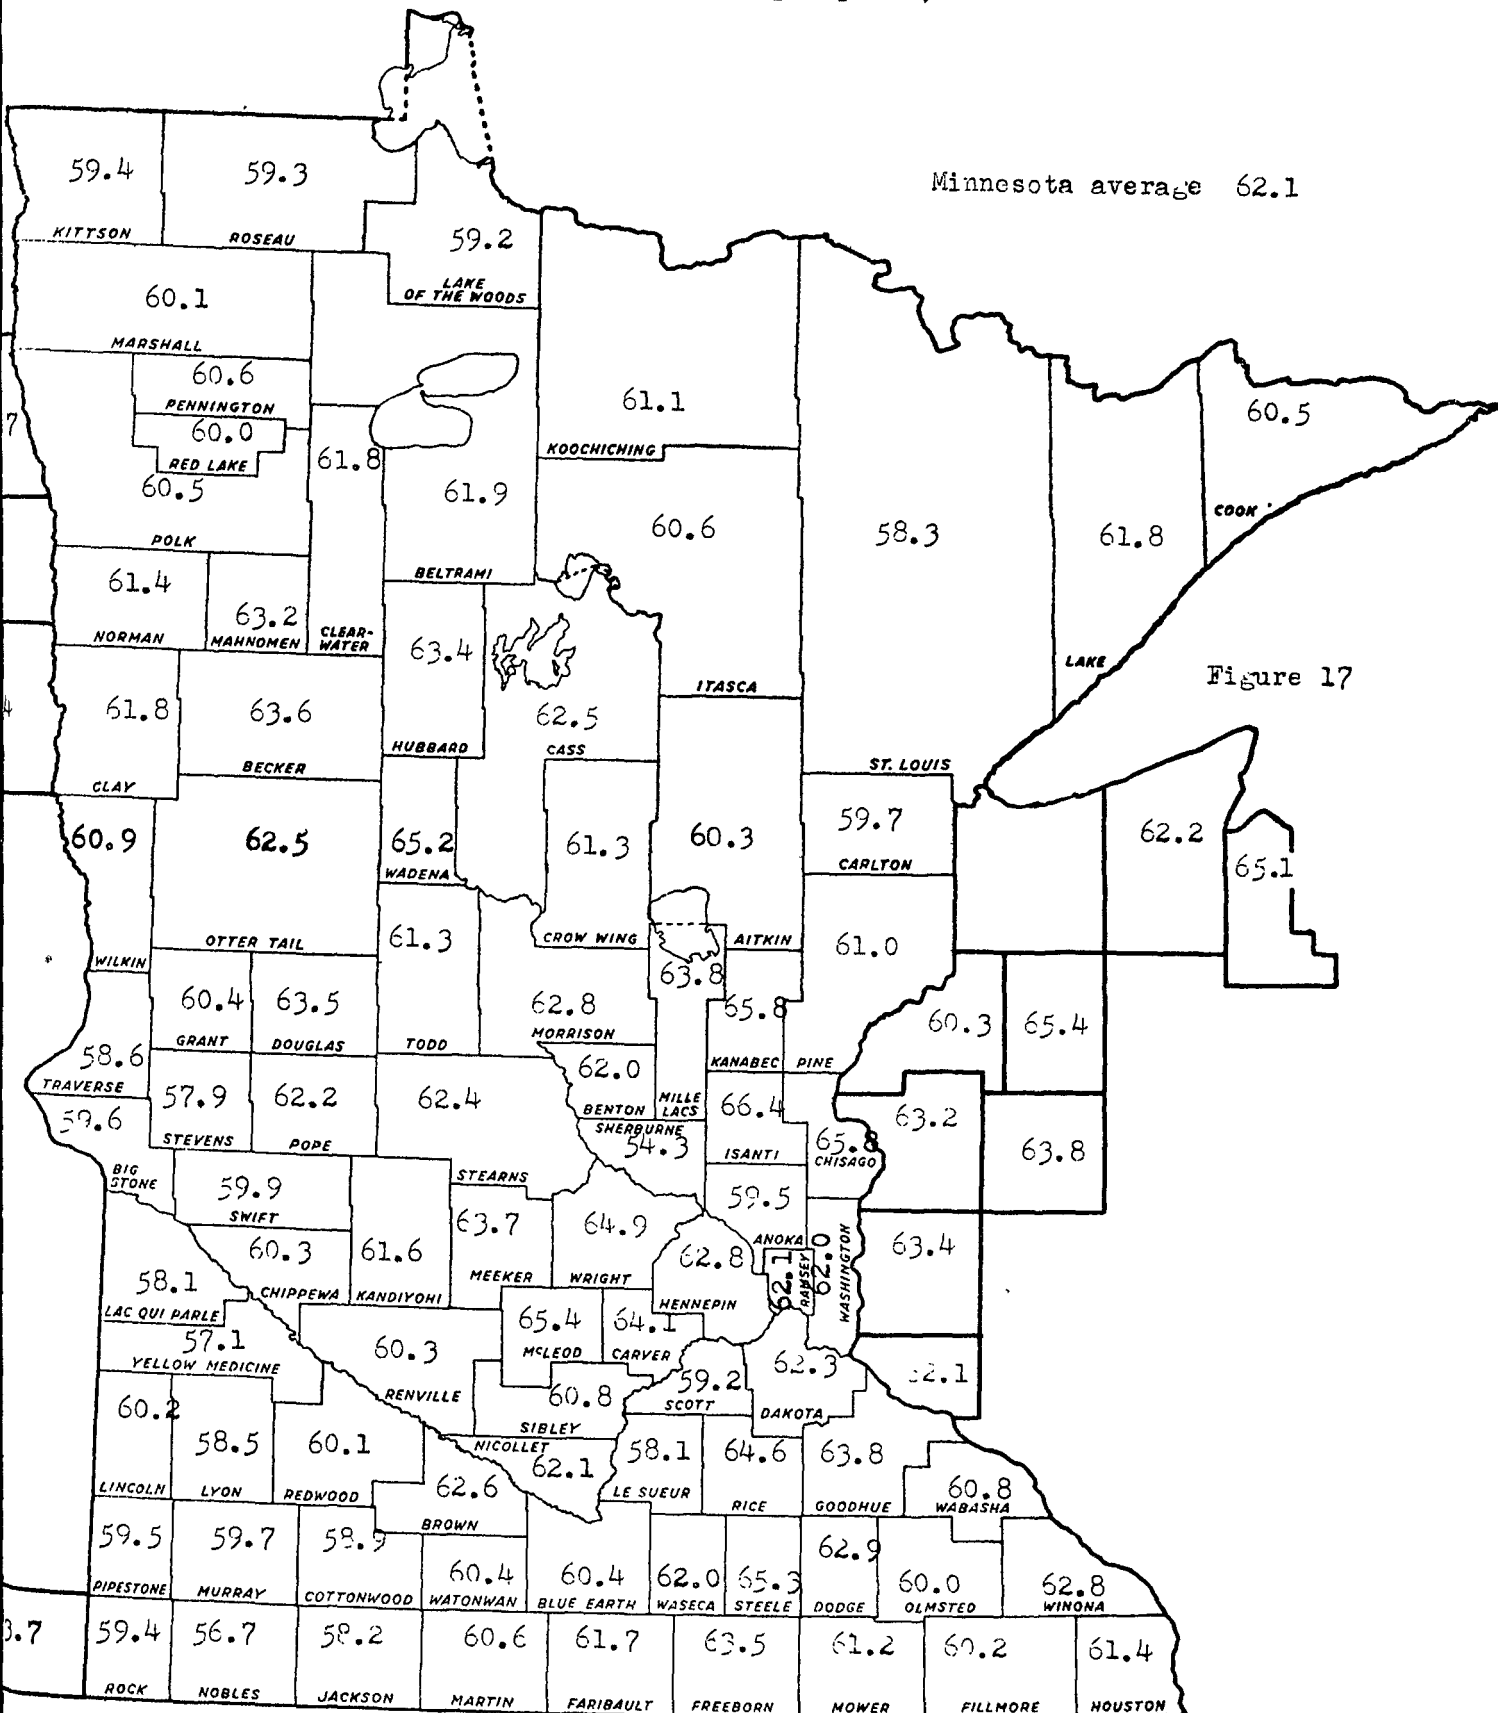 Minnesota average 62.1
59.4
59.3
KITTSON
ROSEAU
59.2
LAKE
OF THE WOODS
60.1
MARSHALL
60.6
PENNINGTON
60.0
RED LAKE
60.5
POLK
61.8
61.9
BELTRAMI
61.1
KOOCHICHING
60.6
ITASCA
58.3
ST. LOUIS
61.8
LAKE
60.5
COOK
Figure 17
61.4
NORMAN
63.2
MAHNOMEN
CLEAR-
WATER
63.4
HUBBARD
62.5
CASS
61.8
CLAY
63.6
BECKER
60.9
WILKIN
62.5
OTTER TAIL
65.2
WADENA
61.3
CROW WING
60.3
AITKIN
59.7
CARLTON
62.2
65.1
61.3
TODD
62.8
MORRISON
63.8
MILLE
LACS
65.8
KANABEC
61.0
PINE
60.3
65.4
60.4
GRANT
63.5
DOUGLAS
58.6
TRAVERSE
57.9
STEVENS
62.2
POPE
62.4
STEARNS
62.0
BENTON
SHERBURNE
54.3
66.4
ISANTI
65.8
CHISAGO
63.2
63.8
59.6
BIG
STONE
59.9
SWIFT
60.3
CHIPPEWA
61.6
KANDIYOHI
63.7
MEEKER
64.9
WRIGHT
59.5
ANOKA
62.8
HENNEPIN
62.1
RAMSEY
62.0
WASHINGTON
63.4
58.1
LAC QUI PARLE
57.1
YELLOW MEDICINE
60.3
RENVILLE
65.4
McLEOD
64.1
CARVER
60.8
SIBLEY
59.2
SCOTT
62.3
DAKOTA
60.2
LINCOLN
58.5
LYON
60.1
REDWOOD
62.6
BROWN
NICOLLET
62.1
58.1
LE SUEUR
64.6
RICE
63.8
GOODHUE
60.8
WABASHA
59.5
PIPESTONE
59.7
MURRAY
58.9
COTTONWOOD
60.4
WATONWAN
60.4
BLUE EARTH
62.0
WASECA
65.3
STEELE
62.9
DODGE
60.0
OLMSTED
62.8
WINONA
3.7
59.4
ROCK
56.7
NOBLES
58.2
JACKSON
60.6
MARTIN
61.7
FARIBAULT
63.5
FREEBORN
61.2
MOWER
60.2
FILLMORE
61.4
HOUSTON